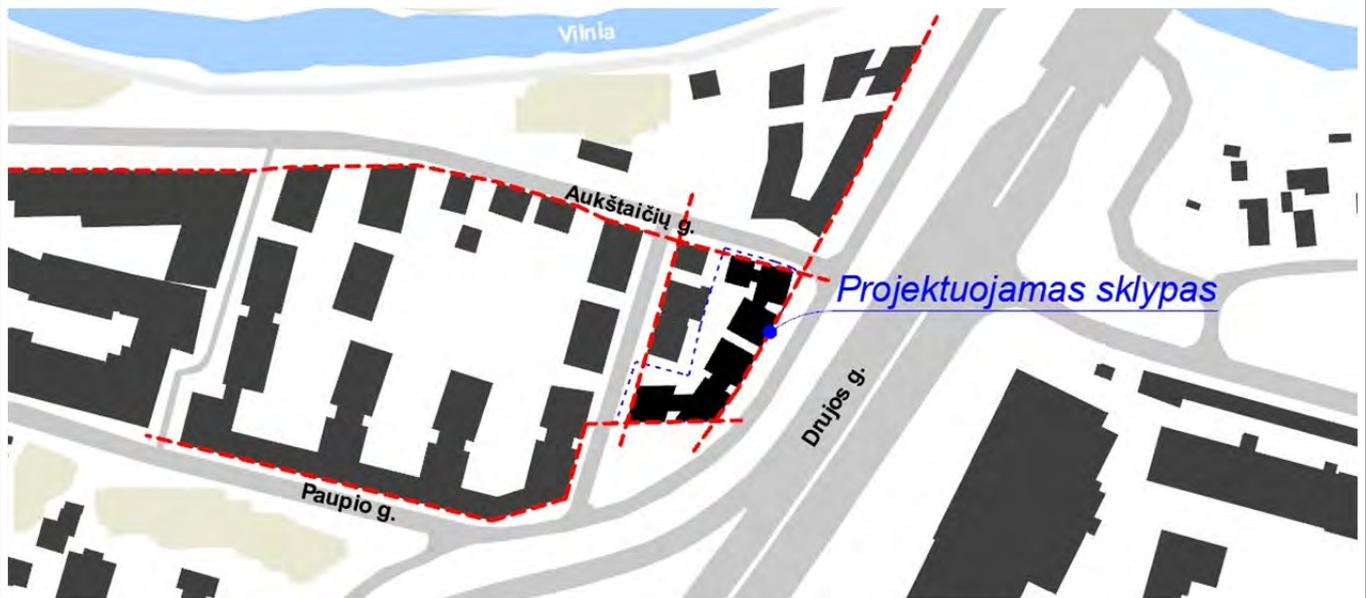 Vilnia
Aukštaičių g.
Projektuojamas sklypas
Drujos g.
Paupio g.